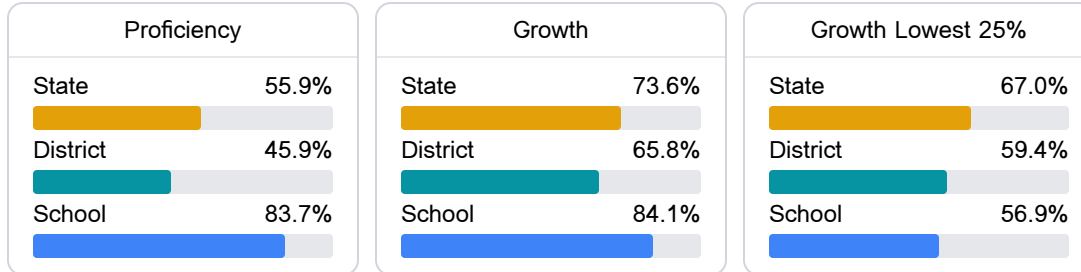 Proficiency
State 55.9%
District 45.9%
School 83.7%
Growth
State 73.6%
District 65.8%
School 84.1%
Growth Lowest 25%
State 67.0%
District 59.4%
School 56.9%